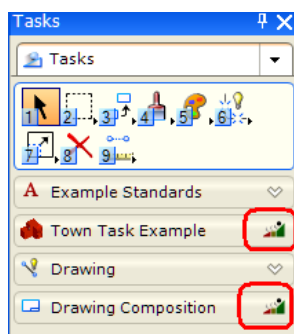 Tasks
Tasks
1 2 3 4 5 6
7 8 9
A Example Standards
Town Task Example
Drawing
Drawing Composition